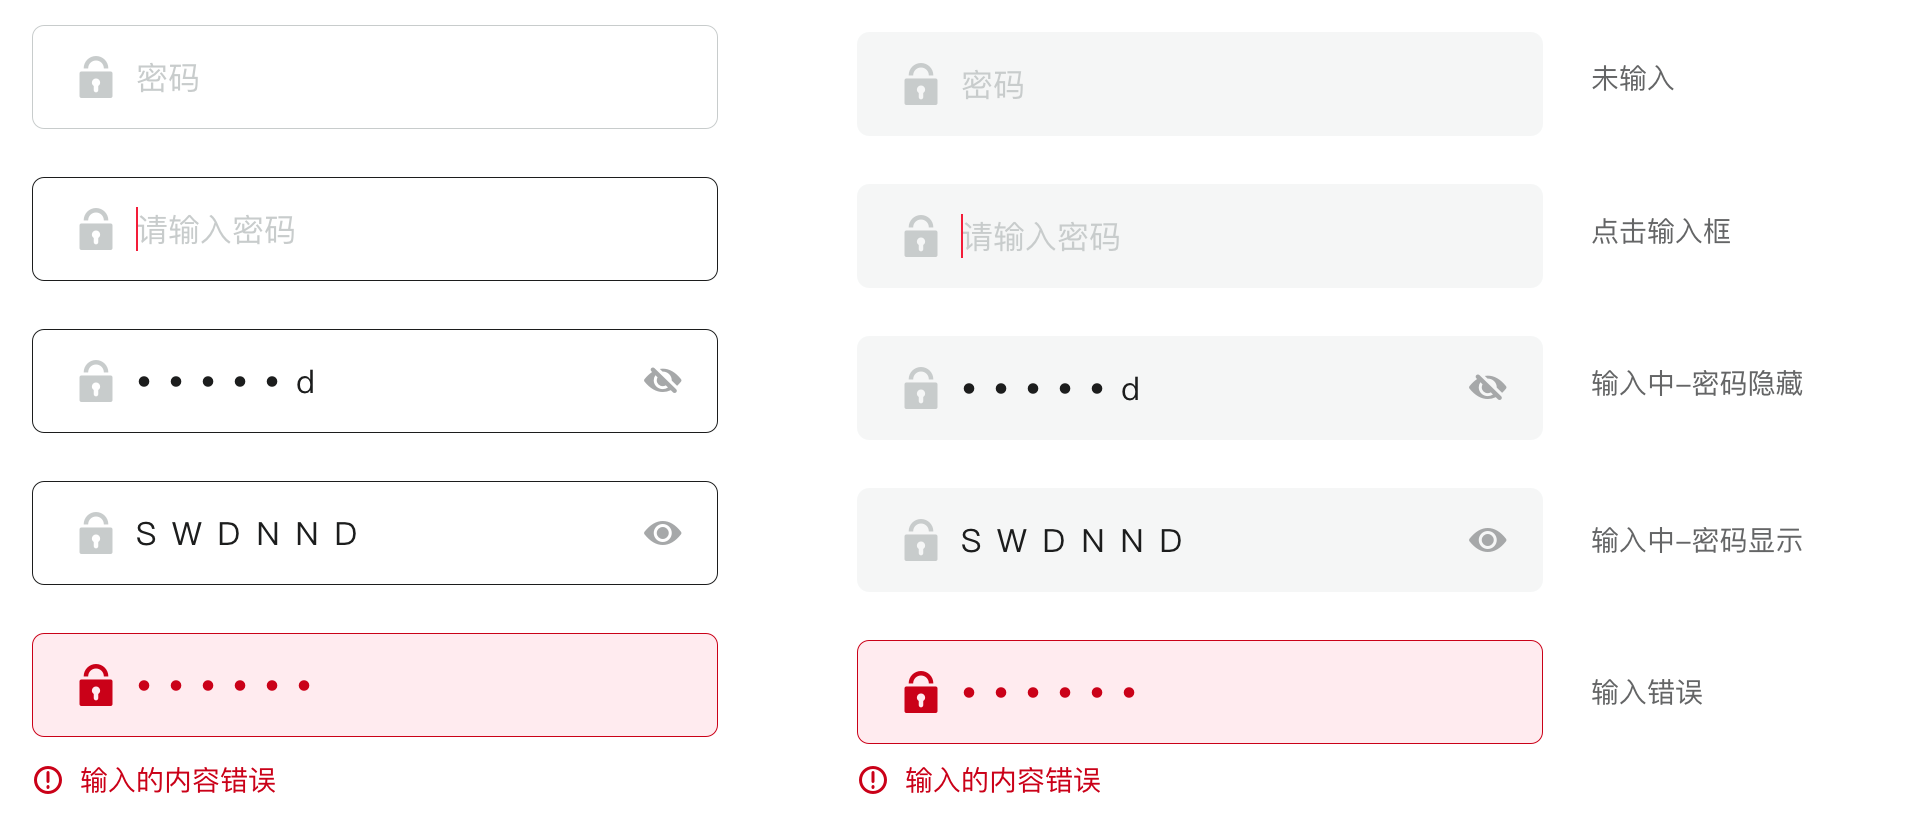 密码 密码 未输入
请输入密码 请输入密码 点击输入框
•••••d •••••d 输入中–密码隐藏
S W D N N D S W D N N D 输入中–密码显示
•••••• •••••• 输入错误
输入的内容错误 输入的内容错误